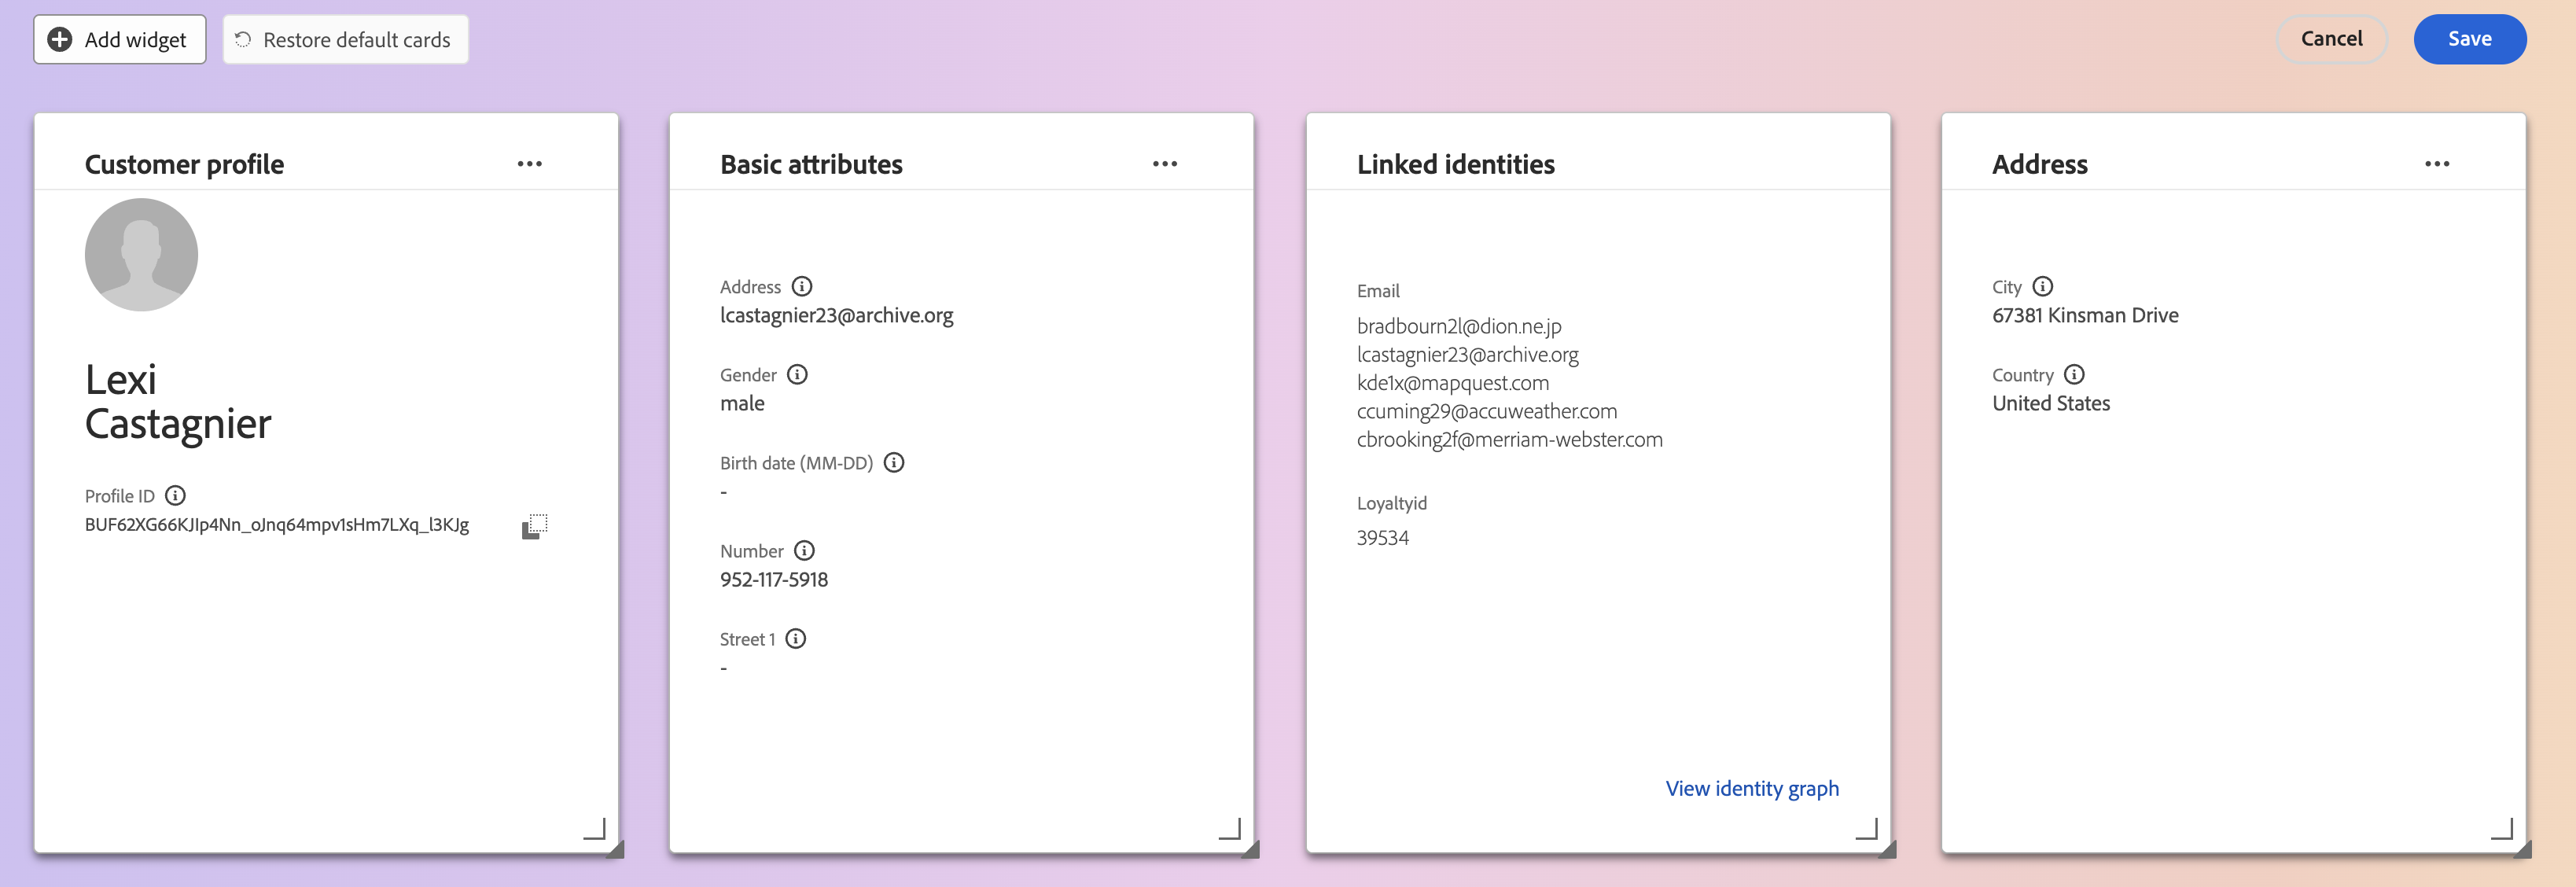 Add widget
Restore default cards
Cancel
Save
Customer profile
Lexi
Castagnier
Profile ID
BUF62XG66KJIp4Nn_oJnq64mpv1sHm7LXq_l3KJg
Basic attributes
Address
lcastagnier23@archive.org
Gender
male
Birth date (MM-DD)
-
Number
952-117-5918
Street 1
-
Linked identities
Email
bradbourn2l@dion.ne.jp
lcastagnier23@archive.org
kde1x@mapquest.com
ccuming29@accuweather.com
cbrooking2f@merriam-webster.com
Loyaltyid
39534
View identity graph
Address
City
67381 Kinsman Drive
Country
United States